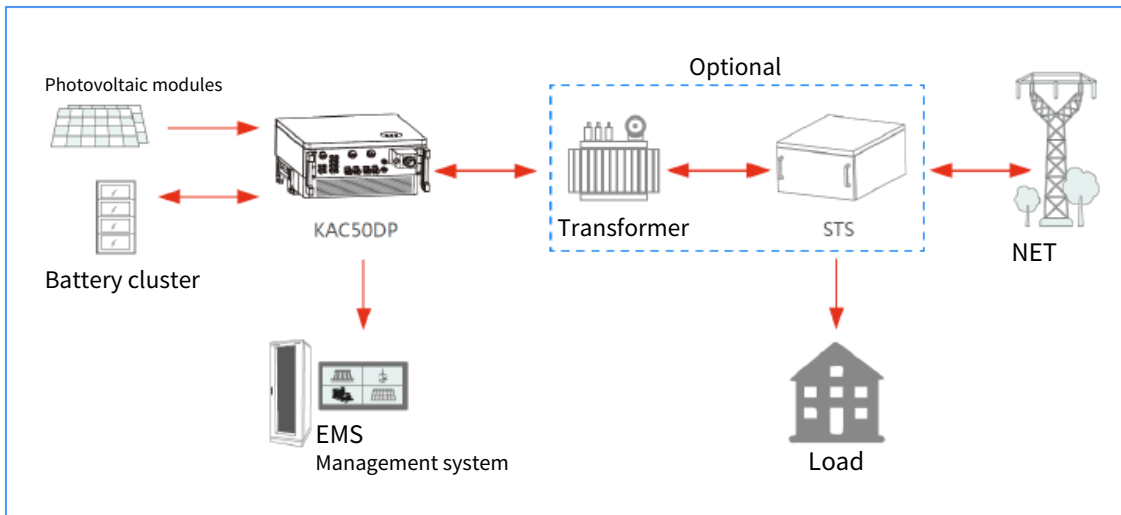 Optional
Photovoltaic modules
KAC50DP
Transformer
STS
NET
Battery cluster
EMS
Management system
Load